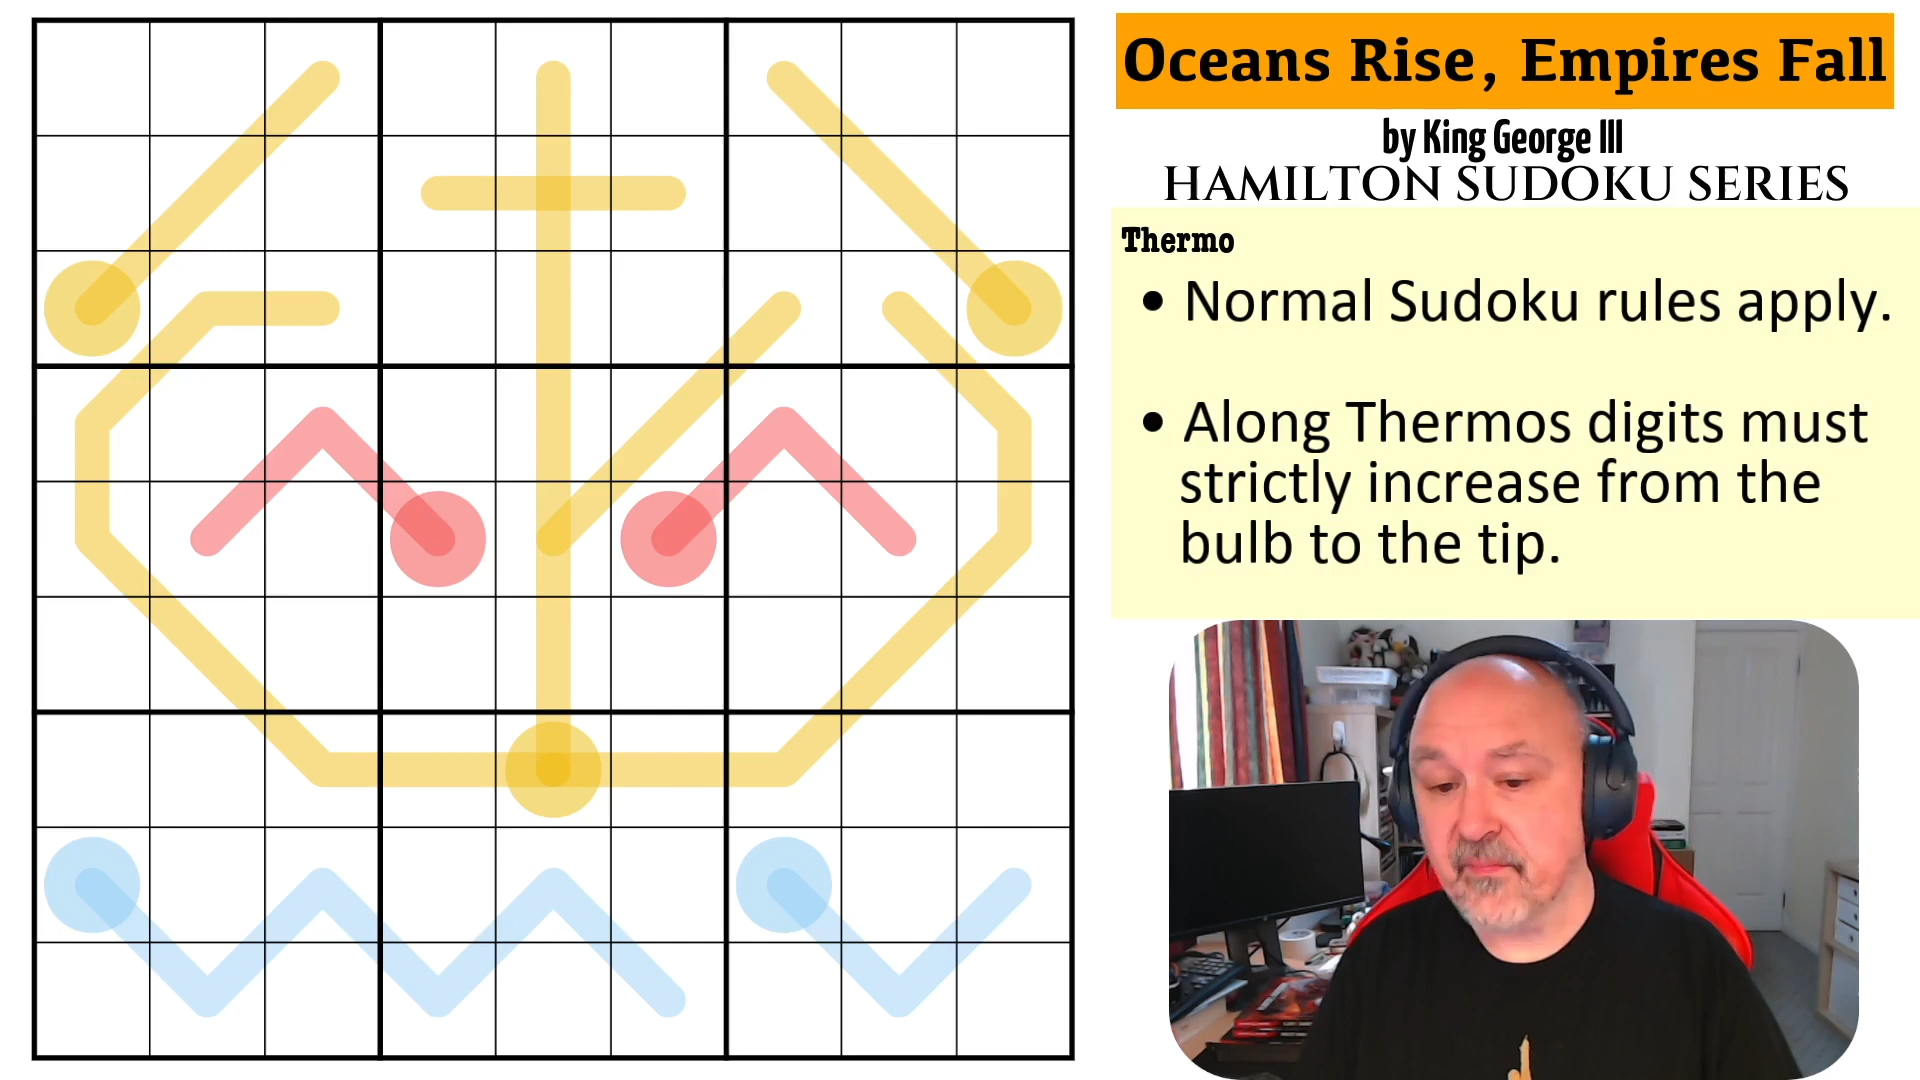 Oceans Rise, Empires Fall
by King George III
HAMILTON SUDOKU SERIES
Thermo
• Normal Sudoku rules apply.
• Along Thermos digits must
strictly increase from the
bulb to the tip.